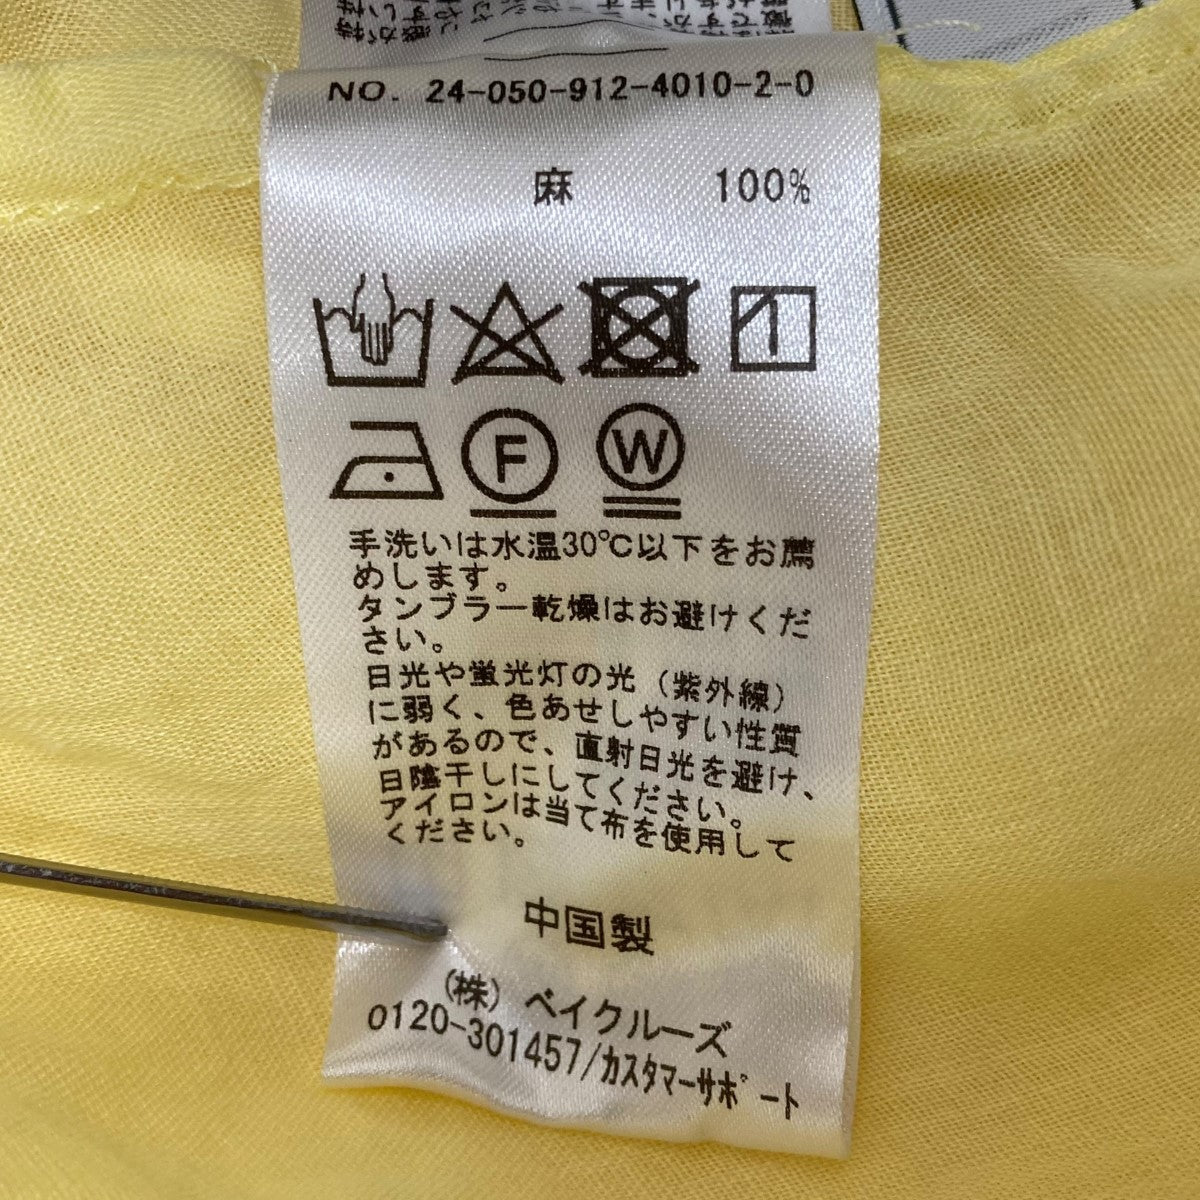 NO. 24-050-912-4010-2-0
麻 100%
F W
手洗いは水温30℃以下をお薦
めします。
タンブラー乾燥はお避けくだ
さい。
日光や蛍光灯の光（紫外線）
に弱く、色あせしやすい性質
があるので、直射日光を避け、
日陰干しにしてください。
アイロンは当て布を使用して
ください。
中国製
（株）ベイクルーズ
0120-301457/カスタマーサポート